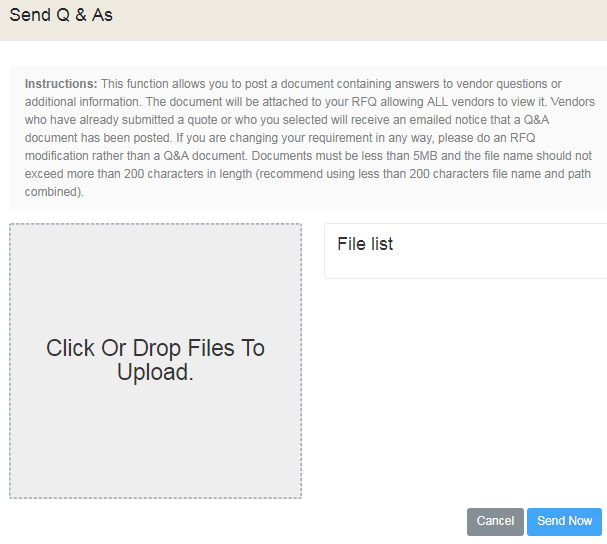 Send Q & As
Instructions: This function allows you to post a document containing answers to vendor questions or
additional information. The document will be attached to your RFQ allowing ALL vendors to view it. Vendors
who have already submitted a quote or who you selected will receive an emailed notice that a Q&A
document has been posted. If you are changing your requirement in any way, please do an RFQ
modification rather than a Q&A document. Documents must be less than 5MB and the file name should not
exceed more than 200 characters in length (recommend using less than 200 characters file name and path
combined).
File list
Click Or Drop Files To
Upload.
Cancel
Send Now